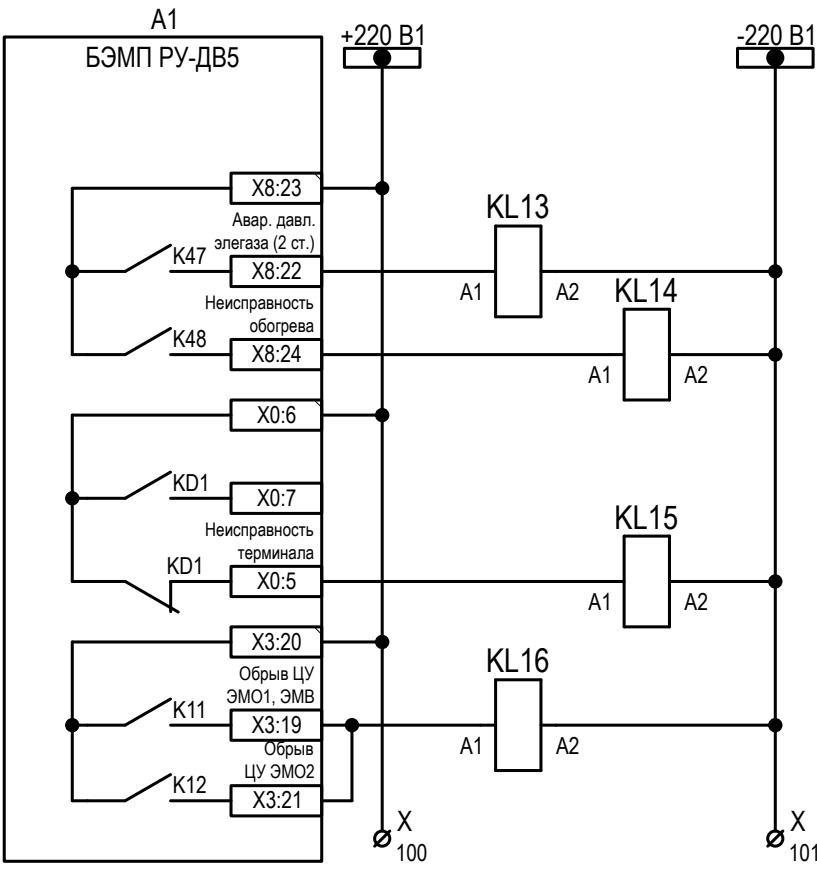 A1
БЭМП РУ-ДВ5
+220 В1
-220 В1
X8:23
Авар. давл.
элегаза (2 ст.)
K47
X8:22
KL13
A1
A2
Неисправность
обогрева
K48
X8:24
KL14
A1
A2
X0:6
KD1
X0:7
Неисправность
терминала
KD1
X0:5
KL15
A1
A2
X3:20
Обрыв ЦУ
ЭМО1, ЭМВ
K11
X3:19
KL16
A1
A2
Обрыв
ЦУ ЭМО2
K12
X3:21
X
100
X
101